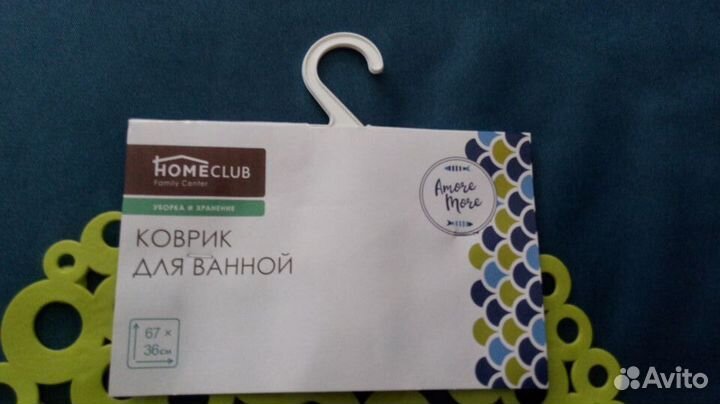 HOMECLUB
Family Center
УБОРКА И ХРАНЕНИЕ
Amore
More
КОВРИК
ДЛЯ ВАННОЙ
67 ×
36см
Avito